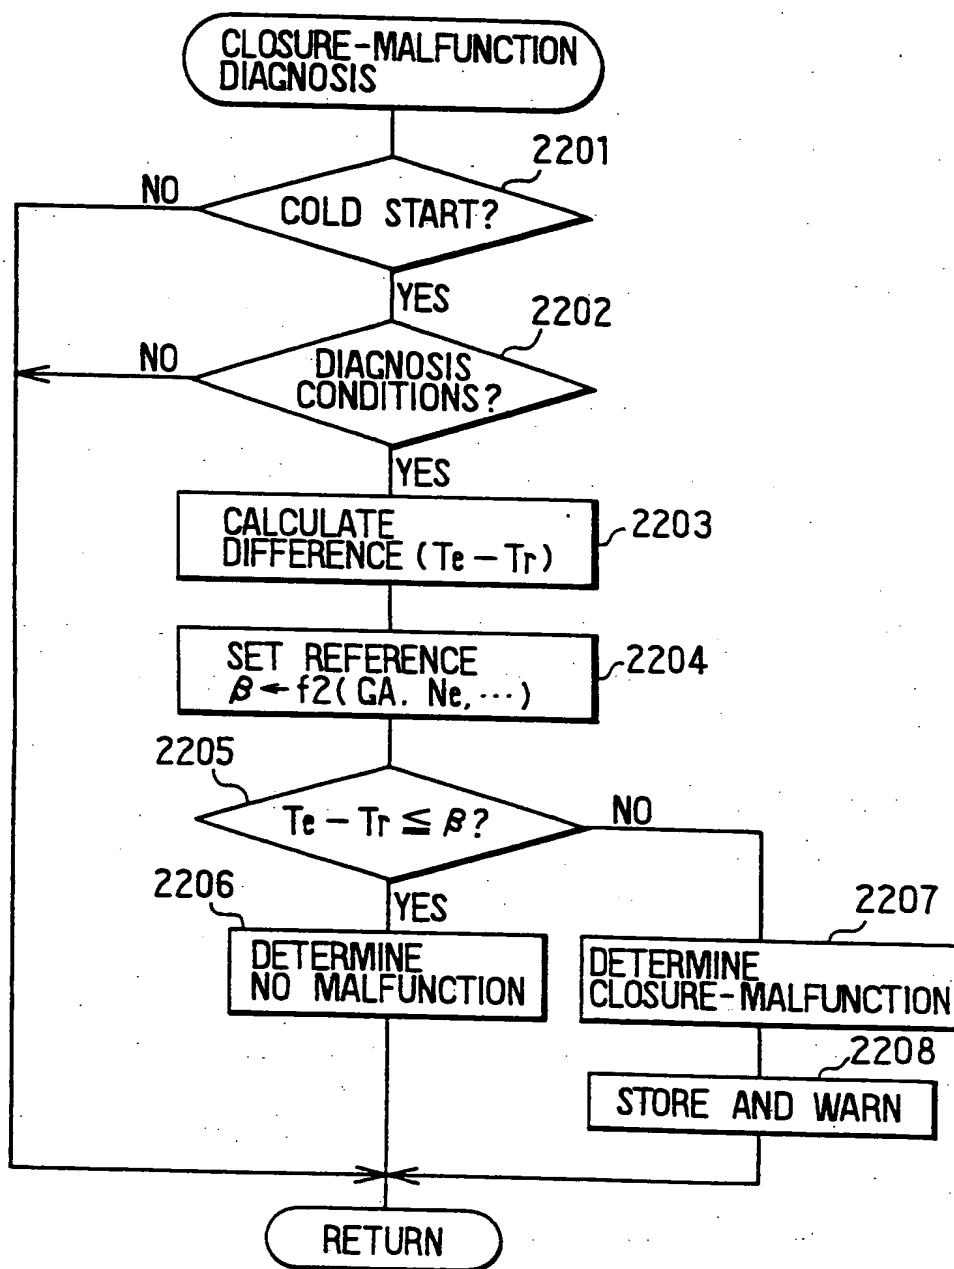 CLOSURE-MALFUNCTION
DIAGNOSIS
2201
NO
COLD START?
YES
2202
NO
DIAGNOSIS
CONDITIONS?
YES
CALCULATE
DIFFERENCE (Te - Tr)
2203
SET REFERENCE
β ← f2( GA. Ne, ··· )
2204
2205
Te - Tr ≦ β?
NO
2206
YES
2207
DETERMINE
NO MALFUNCTION
DETERMINE
CLOSURE-MALFUNCTION
2208
STORE AND WARN
RETURN